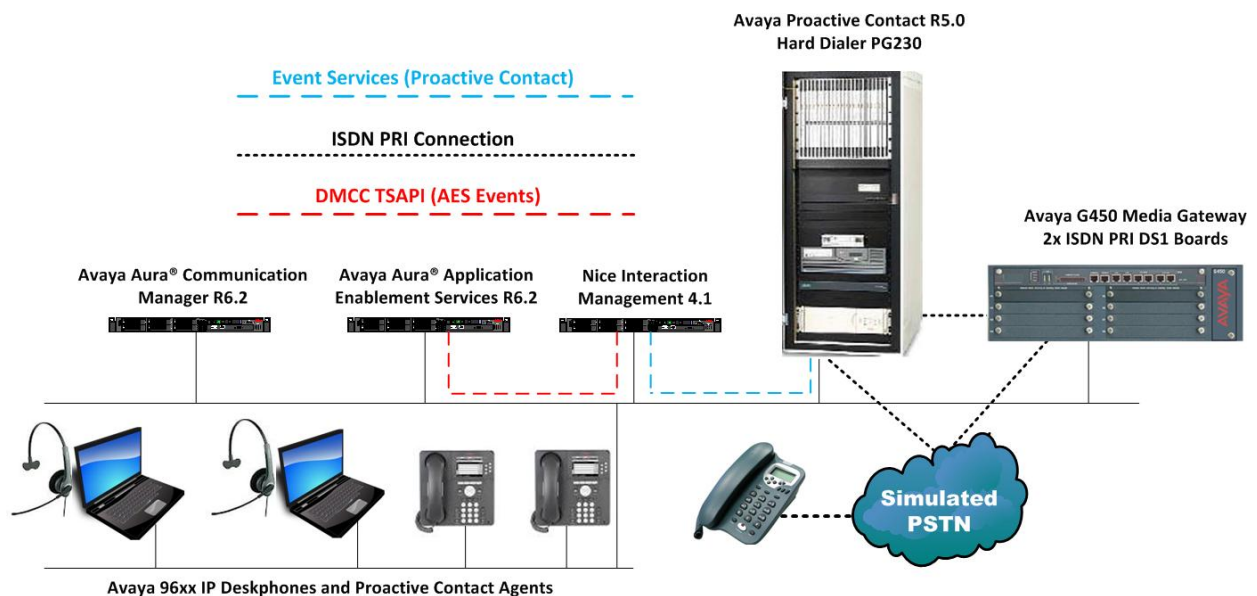 Avaya Proactive Contact R5.0
Hard Dialer PG230
Event Services (Proactive Contact)
ISDN PRI Connection
DMCC TSAPI (AES Events)
Avaya G450 Media Gateway
2x ISDN PRI DS1 Boards
Avaya Aura® Communication
Manager R6.2
Avaya Aura® Application
Enablement Services R6.2
Nice Interaction
Management 4.1
AVAYA
Simulated
PSTN
Avaya 96xx IP Deskphones and Proactive Contact Agents